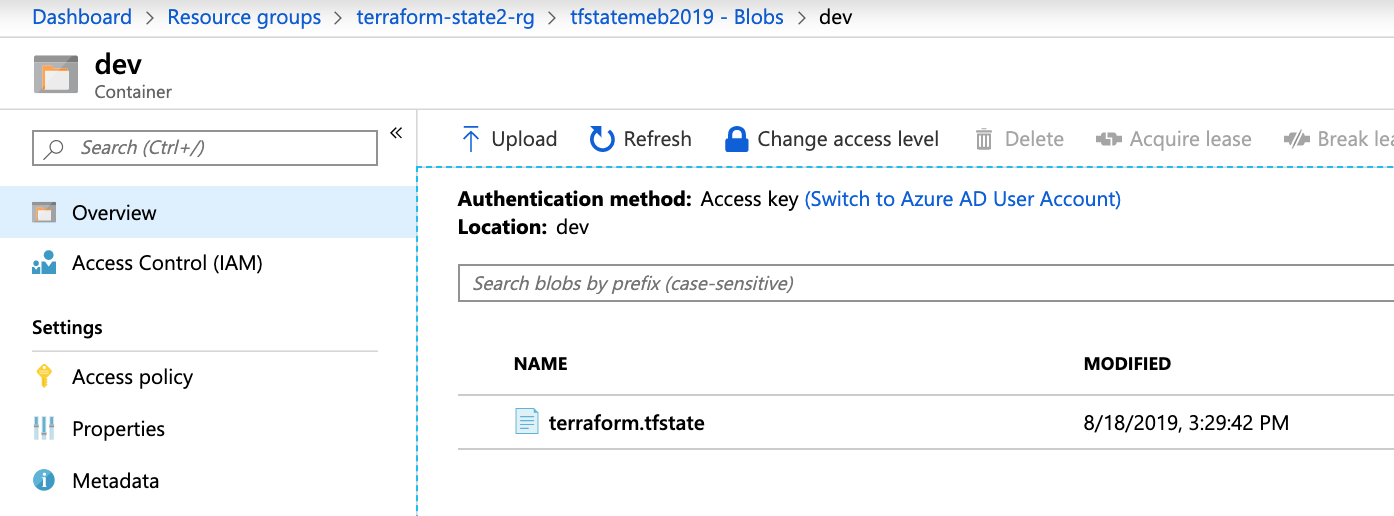 Dashboard > Resource groups > terraform-state2-rg > tfstatemeb2019 - Blobs > dev
dev
Container
Search (Ctrl+/)
«
Overview
Access Control (IAM)
Settings
Access policy
Properties
Metadata
Upload Refresh Change access level Delete Acquire lease Break lea
Authentication method: Access key (Switch to Azure AD User Account)
Location: dev
Search blobs by prefix (case-sensitive)
NAME MODIFIED
terraform.tfstate 8/18/2019, 3:29:42 PM